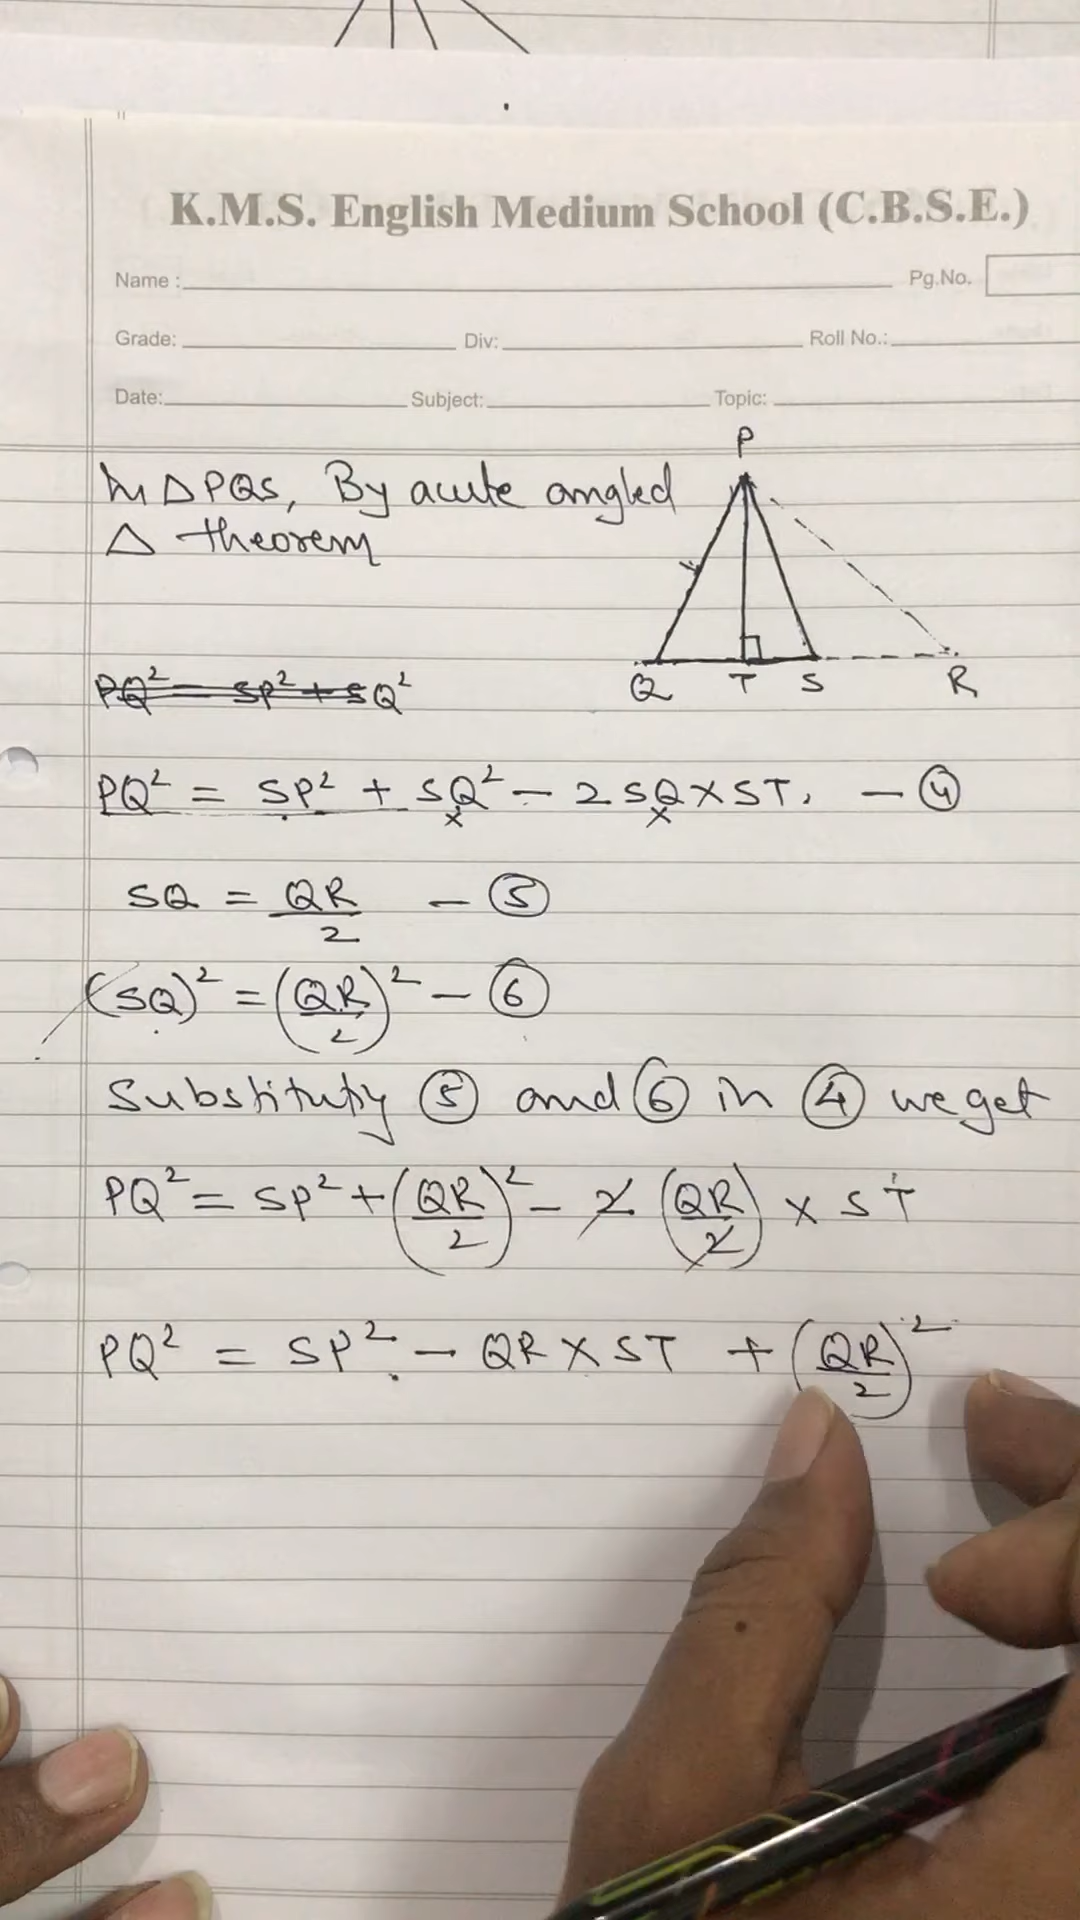 K.M.S. English Medium School (C.B.S.E.)
Name : Pg.No.
Grade: Div: Roll No.:
Date: Subject: Topic:
In △PQS, By acute angled
△ theorem
P
Q T S R
PQ² = SP² + SQ²
PQ² = SP² + SQ² - 2 SQ × ST. - ④
SQ = QR/2 - ⑤
(SQ)² = (QR/2)² - ⑥
Substituty ⑤ and ⑥ in ④ we get
PQ² = SP² + (QR/2)² - 2 (QR/2) × ST
PQ² = SP² - QR × ST + (QR/2)²